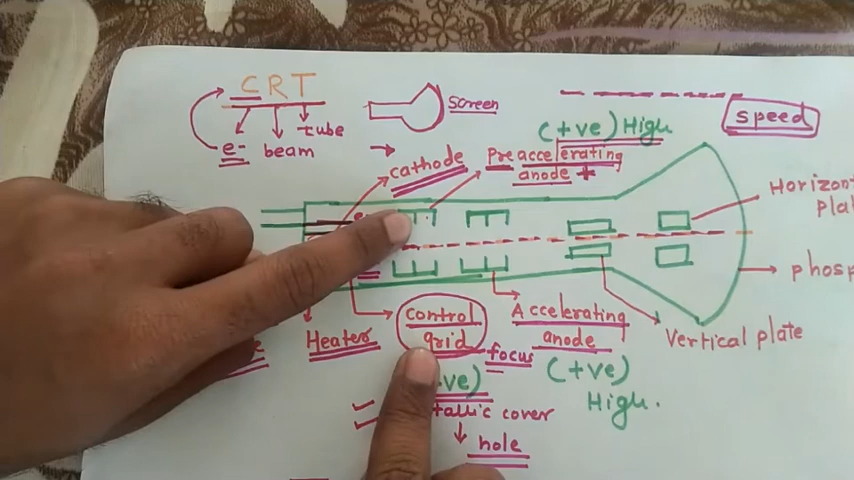 CRT
e- beam
tube
screen
cathode
(+ve) High
Pre accelerating
anode +
speed
Horizon
plat
phosp
Vertical plate
Heater
control
grid
focus
Accelerating
anode
(+ve)
High.
ve)
tallic cover
hole